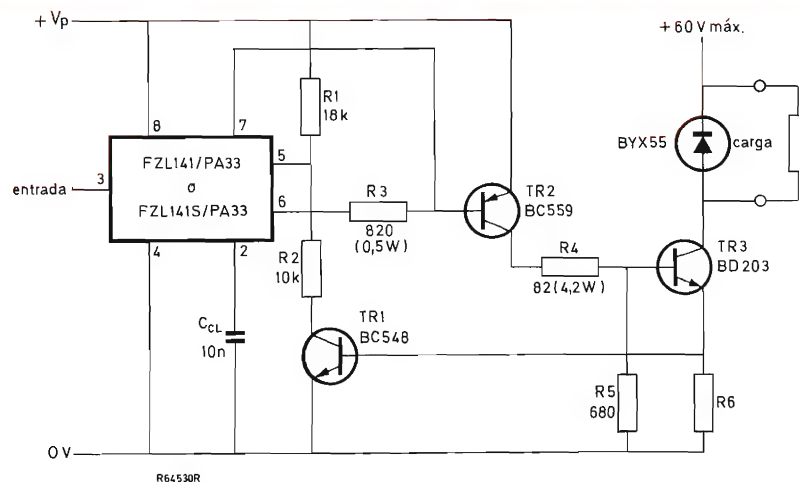 + Vp
+60V máx.
8
7
R1
18k
FZL141/PA33
o
FZL141S/PA33
entrada
3
5
6
4
2
R3
820
(0,5W)
TR2
BC559
BYX55
carga
R2
10k
R4
82(4,2W)
TR3
BD203
CCL
10n
TR1
BC548
R5
680
R6
0V
R64530R